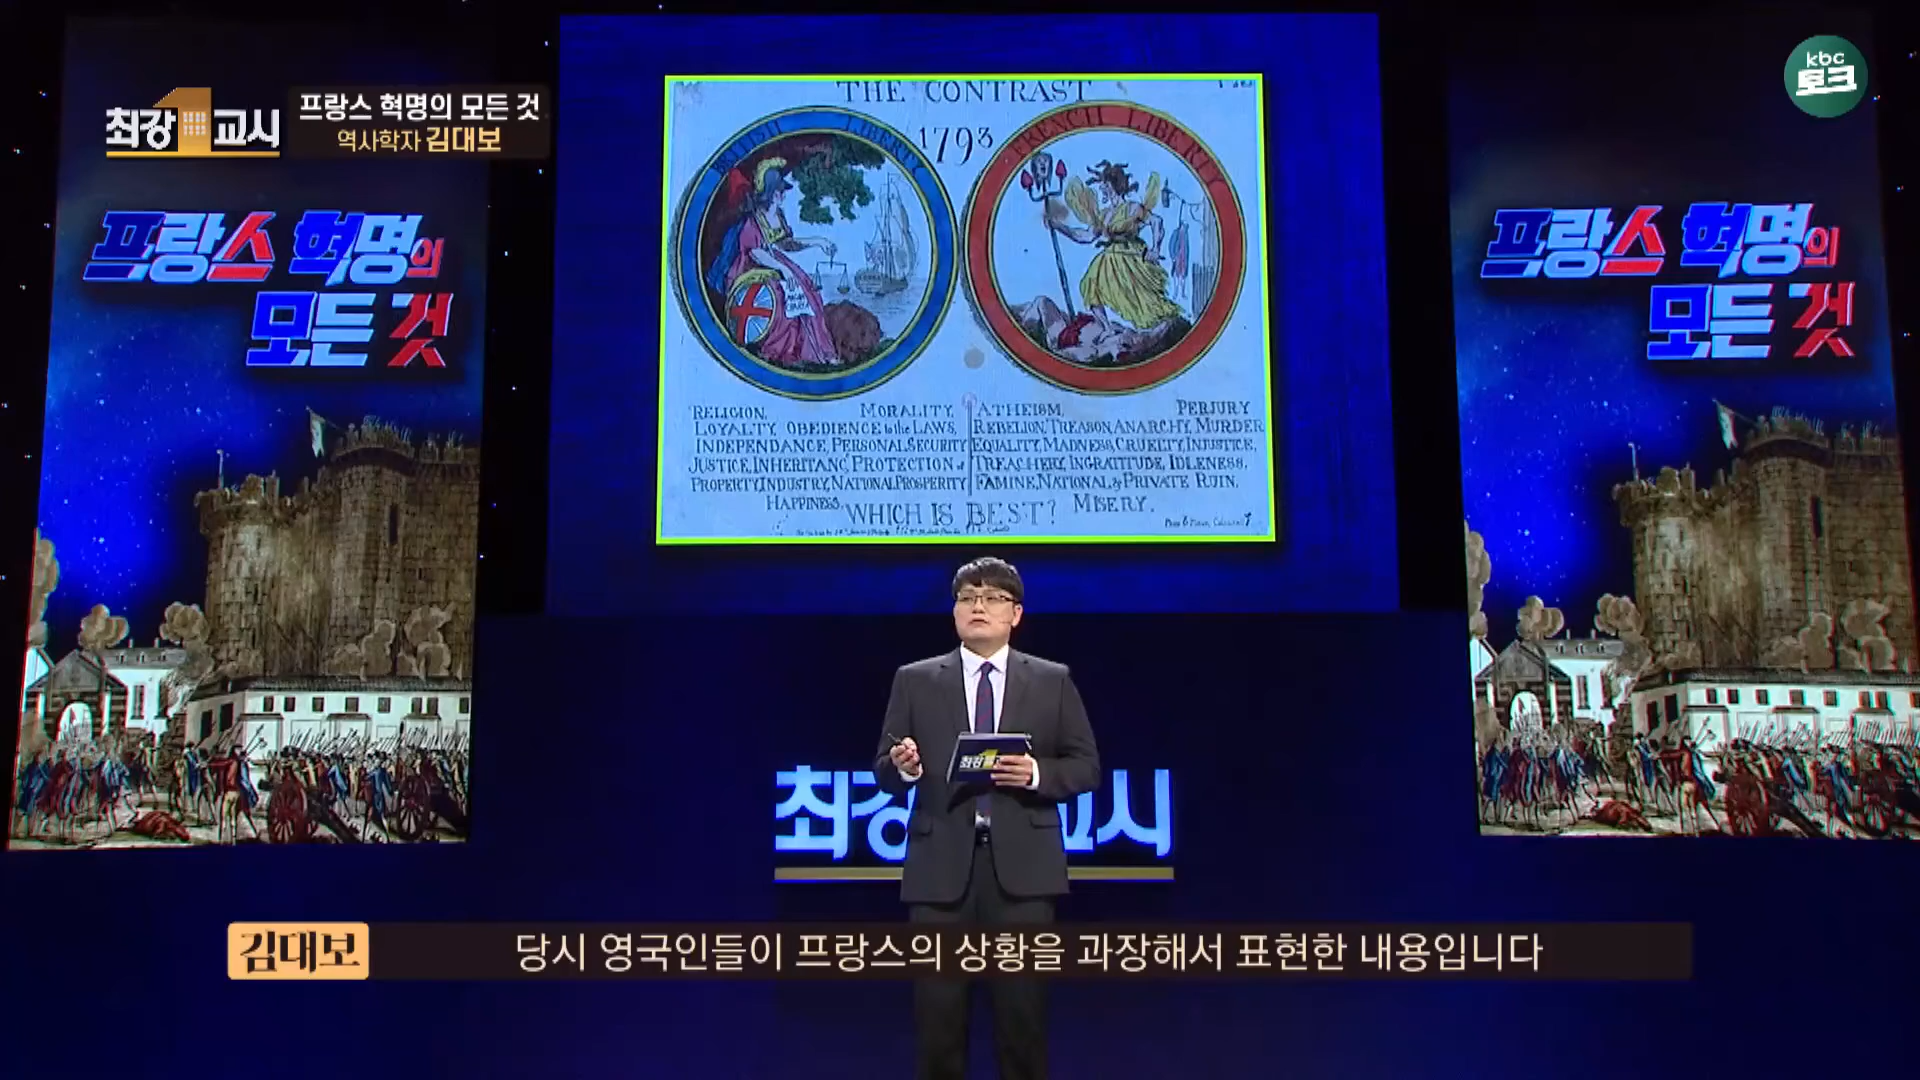 kbc
토크
최강1교시
프랑스 혁명의 모든 것
역사학자 김대보
프랑스 혁명의
모든 것
THE CONTRAST
1793
BRITISH LIBERTY
FRENCH LIBERTY
RELIGION, MORALITY,
LOYALTY, OBEDIENCE to the LAWS,
INDEPENDANCE, PERSONAL SECURITY
JUSTICE, INHERITANC, PROTECTION of
PROPERTY, INDUSTRY, NATIONAL PROSPERITY
HAPPINESS,
ATHEISM, PERJURY
REBELION, TREASON, ANARCHY, MURDER
EQUALITY, MADNESS, CRUELTY, INJUSTICE,
TREACHERY, INGRATITUDE, IDLENESS,
FAMINE, NATIONAL & PRIVATE RUIN,
MISERY.
WHICH IS BEST?
프랑스 혁명의
모든 것
최강
최강 교시
김대보
당시 영국인들이 프랑스의 상황을 과장해서 표현한 내용입니다